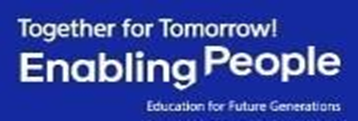 Together for Tomorrow!
Enabling People
Education for Future Generations